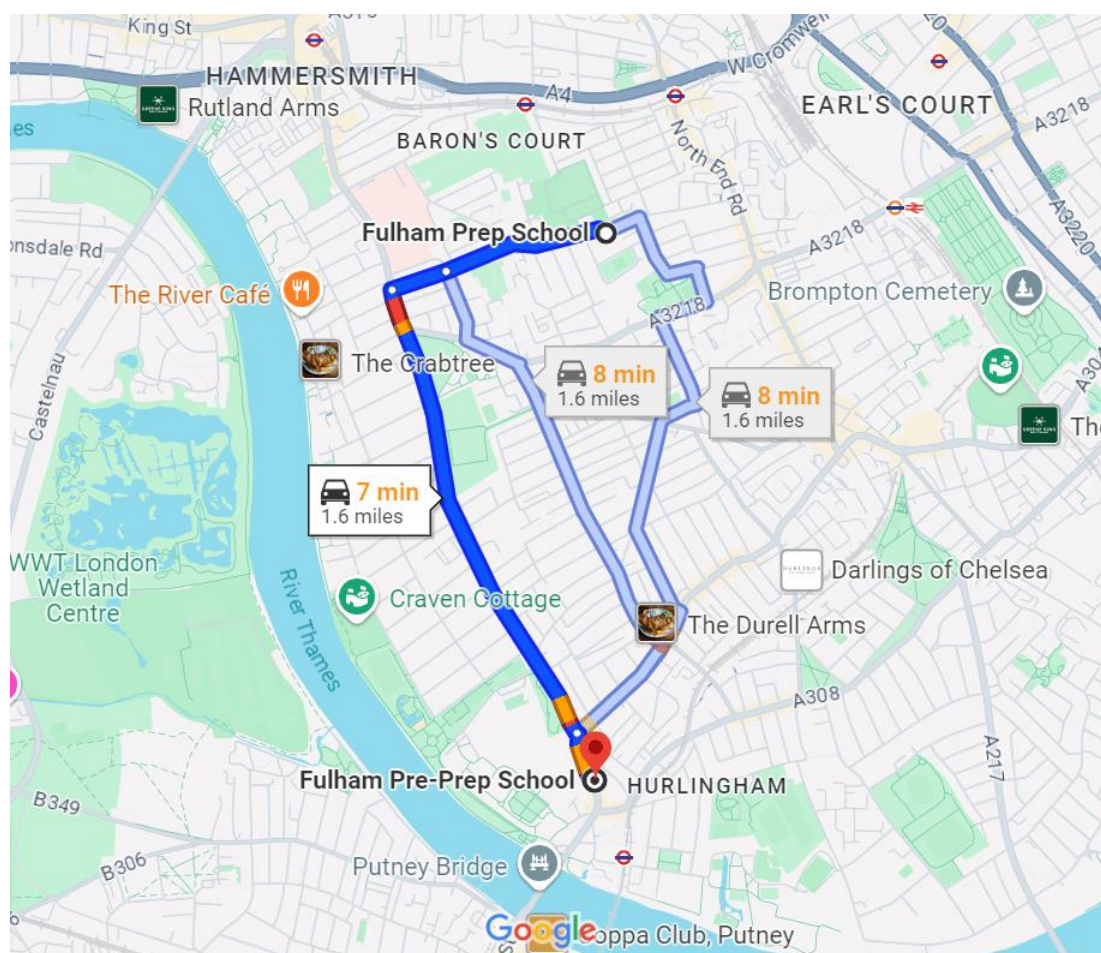 King St
HAMMERSMITH
Rutland Arms
A4
W Cromwell
BARON'S COURT
EARL'S COURT
A3218
North End Rd
Fulham Prep School
A3218
A3220
onsdale Rd
The River Café
Brompton Cemetery
A3218
The Crabtree
Castelnau
8 min
1.6 miles
8 min
1.6 miles
The
7 min
1.6 miles
WWT London
Wetland
Centre
River Thames
Craven Cottage
Darlings of Chelsea
The Durell Arms
A308
A217
Fulham Pre-Prep School
HURLINGHAM
B349
B306
Putney Bridge
Google
oppa Club, Putney